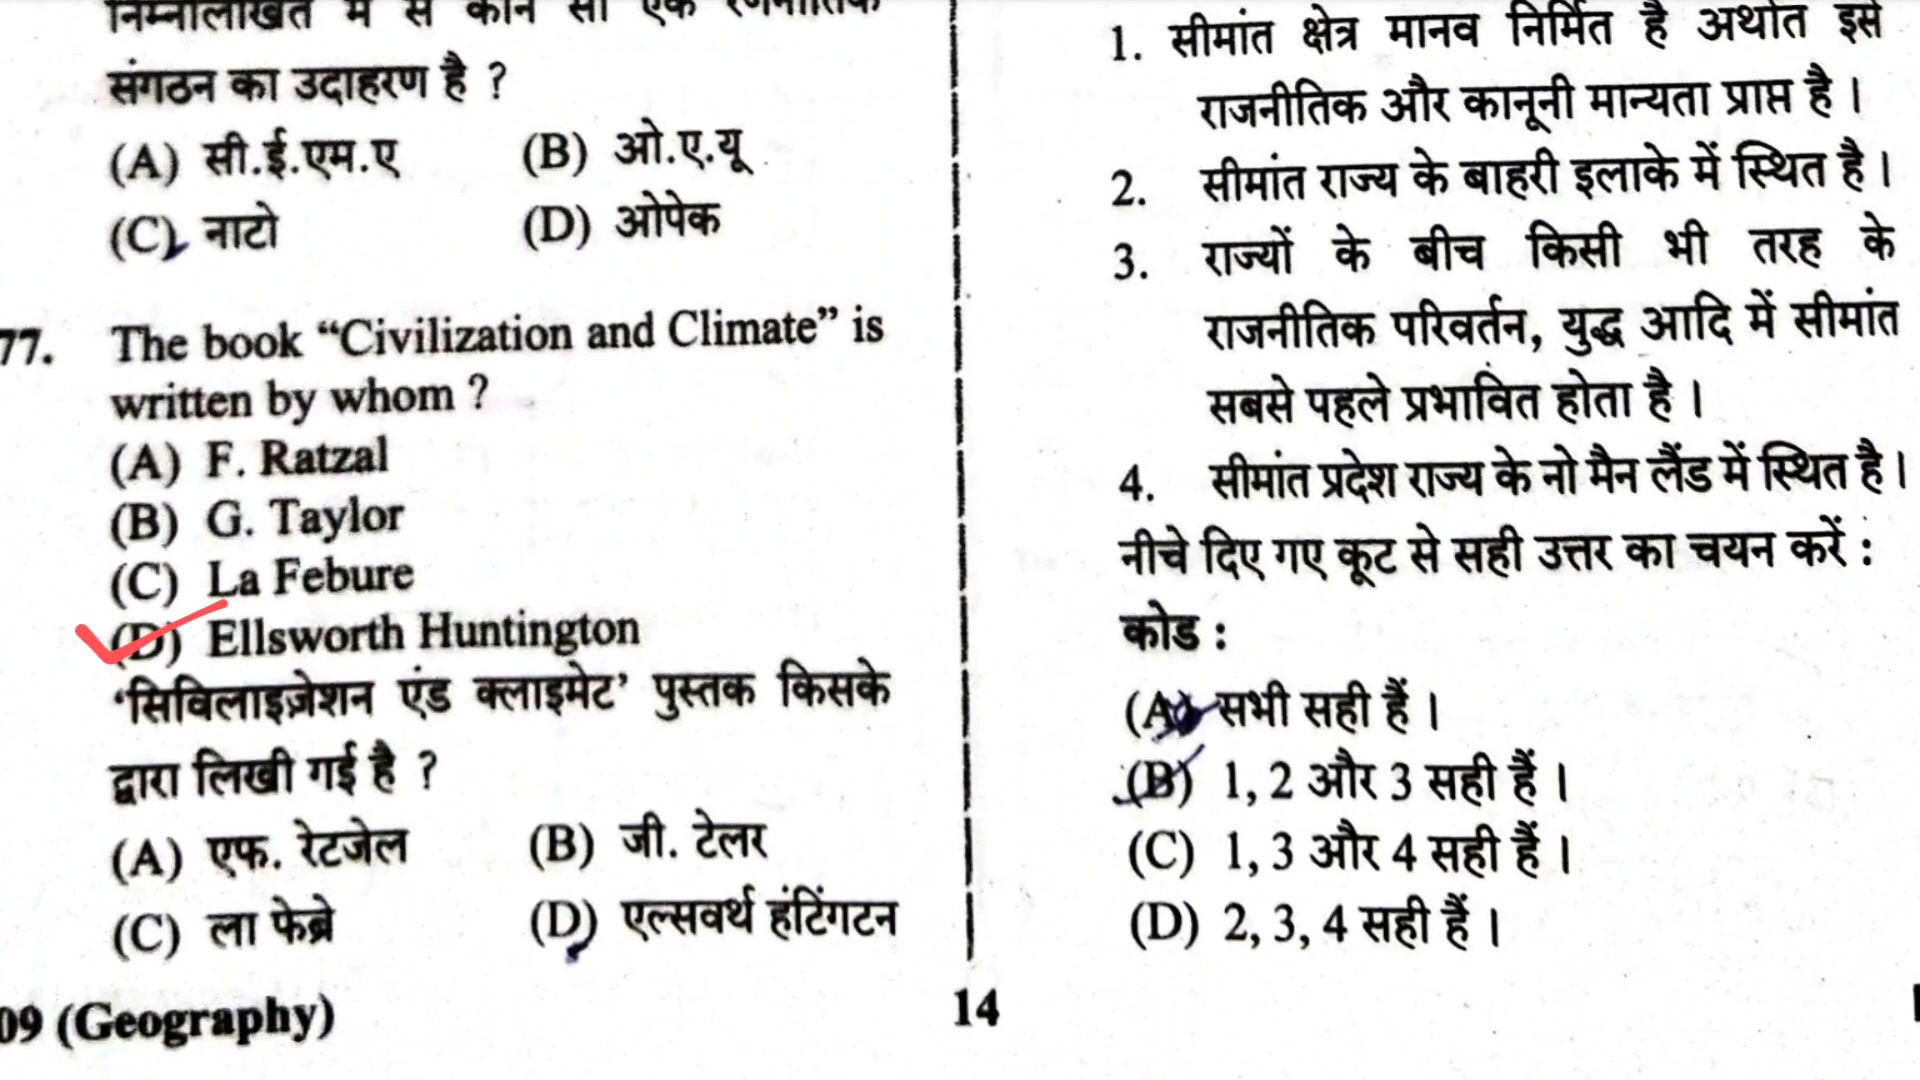 निम्नलिखित में से कौन सा एक रणनीतिक
संगठन का उदाहरण है ?
(A) सी.ई.एम.ए (B) ओ.ए.यू
(C) नाटो (D) ओपेक
77. The book “Civilization and Climate” is
written by whom ?
(A) F. Ratzal
(B) G. Taylor
(C) La Febure
(D) Ellsworth Huntington
‘सिविलाइज़ेशन एंड क्लाइमेट’ पुस्तक किसके
द्वारा लिखी गई है ?
(A) एफ. रेटजेल (B) जी. टेलर
(C) ला फेब्रे (D) एल्सवर्थ हंटिंगटन
09 (Geography)
14
1. सीमांत क्षेत्र मानव निर्मित है अर्थात इसे
राजनीतिक और कानूनी मान्यता प्राप्त है ।
2. सीमांत राज्य के बाहरी इलाके में स्थित है ।
3. राज्यों के बीच किसी भी तरह के
राजनीतिक परिवर्तन, युद्ध आदि में सीमांत
सबसे पहले प्रभावित होता है ।
4. सीमांत प्रदेश राज्य के नो मैन लैंड में स्थित है ।
नीचे दिए गए कूट से सही उत्तर का चयन करें :
कोड :
(A) सभी सही हैं ।
(B) 1, 2 और 3 सही हैं ।
(C) 1, 3 और 4 सही हैं ।
(D) 2, 3, 4 सही हैं ।